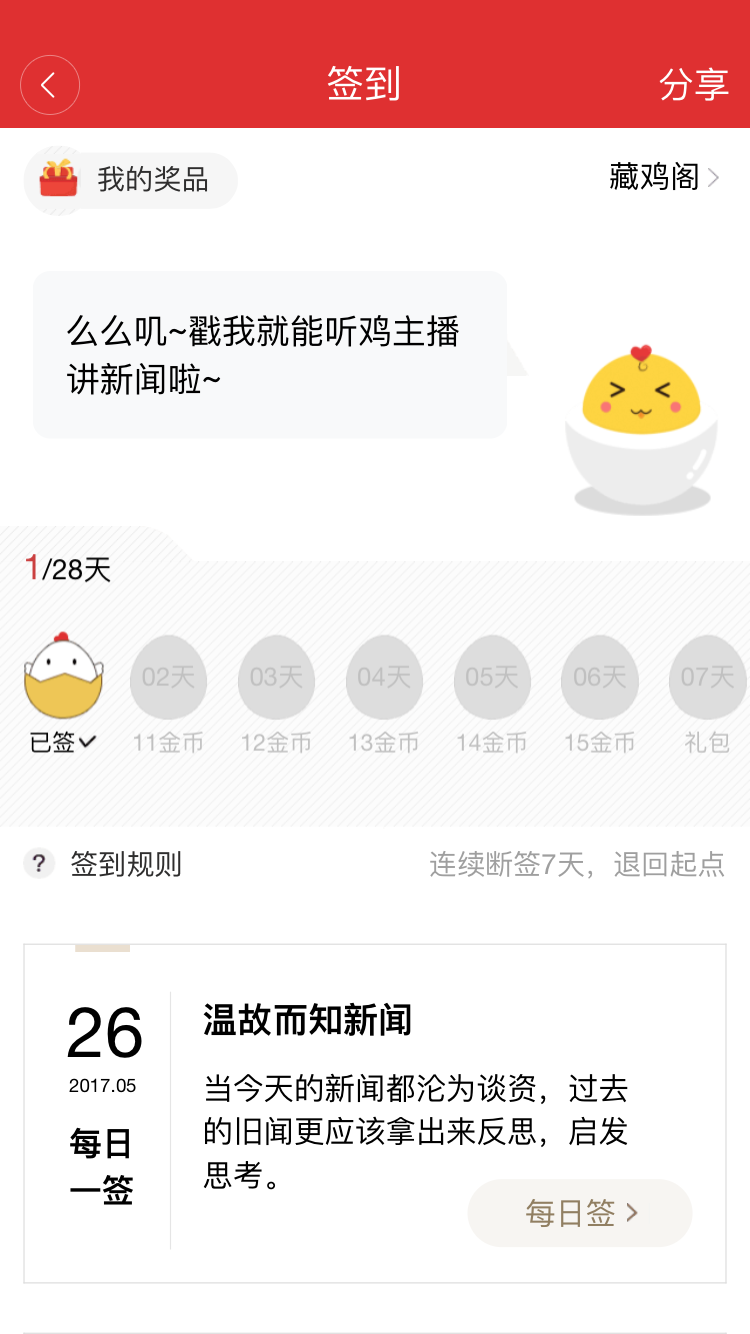 签到
分享
我的奖品
藏鸡阁
么么叽~戳我就能听鸡主播
讲新闻啦~
1/28天
02天
03天
04天
05天
06天
07天
已签
11金币
12金币
13金币
14金币
15金币
礼包
? 签到规则
连续断签7天，退回起点
26
2017.05
每日
一签
温故而知新闻
当今天的新闻都沦为谈资，过去
的旧闻更应该拿出来反思，启发
思考。
每日签